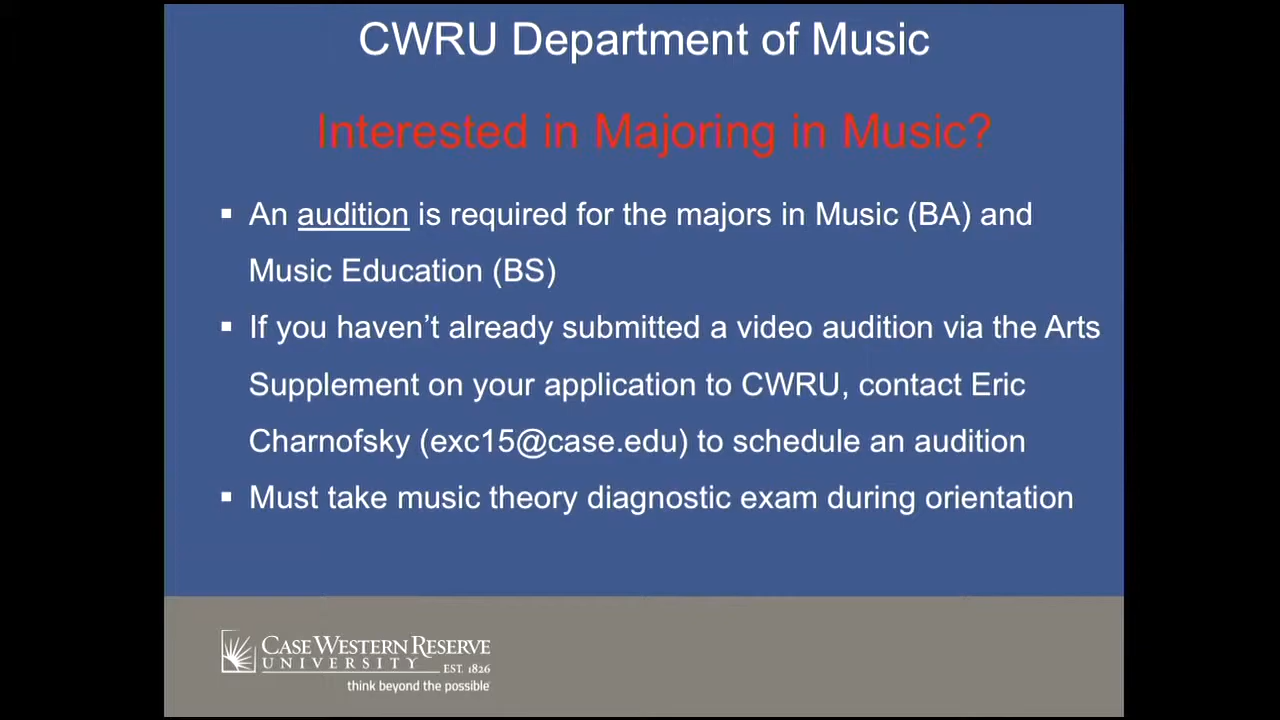 CWRU Department of Music
Interested in Majoring in Music?
▪ An audition is required for the majors in Music (BA) and
Music Education (BS)
▪ If you haven’t already submitted a video audition via the Arts
Supplement on your application to CWRU, contact Eric
Charnofsky (exc15@case.edu) to schedule an audition
▪ Must take music theory diagnostic exam during orientation
CASE WESTERN RESERVE
UNIVERSITY EST. 1826
think beyond the possible